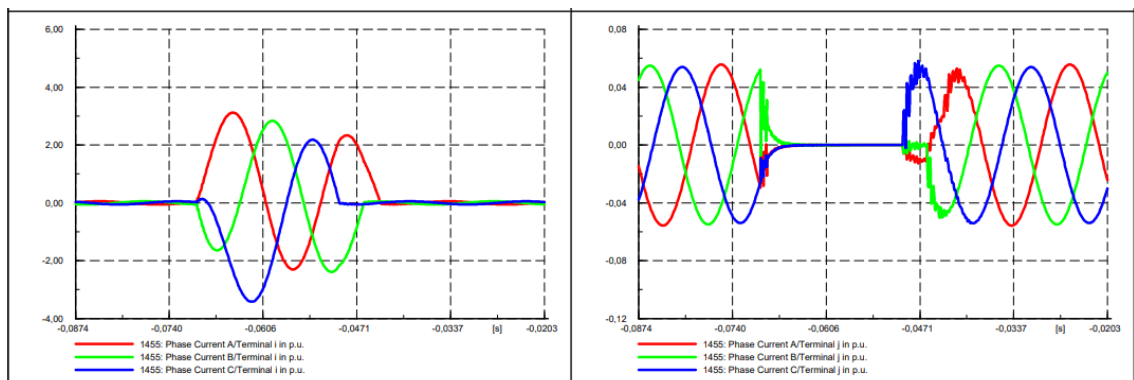 6,00
4,00
2,00
0,00
-2,00
-4,00
-0,0874 -0,0740 -0,0606 -0,0471 -0,0337 [s] -0,0203
1455: Phase Current A/Terminal i in p.u.
1455: Phase Current B/Terminal i in p.u.
1455: Phase Current C/Terminal i in p.u.
0,08
0,04
0,00
-0,04
-0,08
-0,12
-0,0874 -0,0740 -0,0606 -0,0471 -0,0337 [s] -0,0203
1455: Phase Current A/Terminal j in p.u.
1455: Phase Current B/Terminal j in p.u.
1455: Phase Current C/Terminal j in p.u.